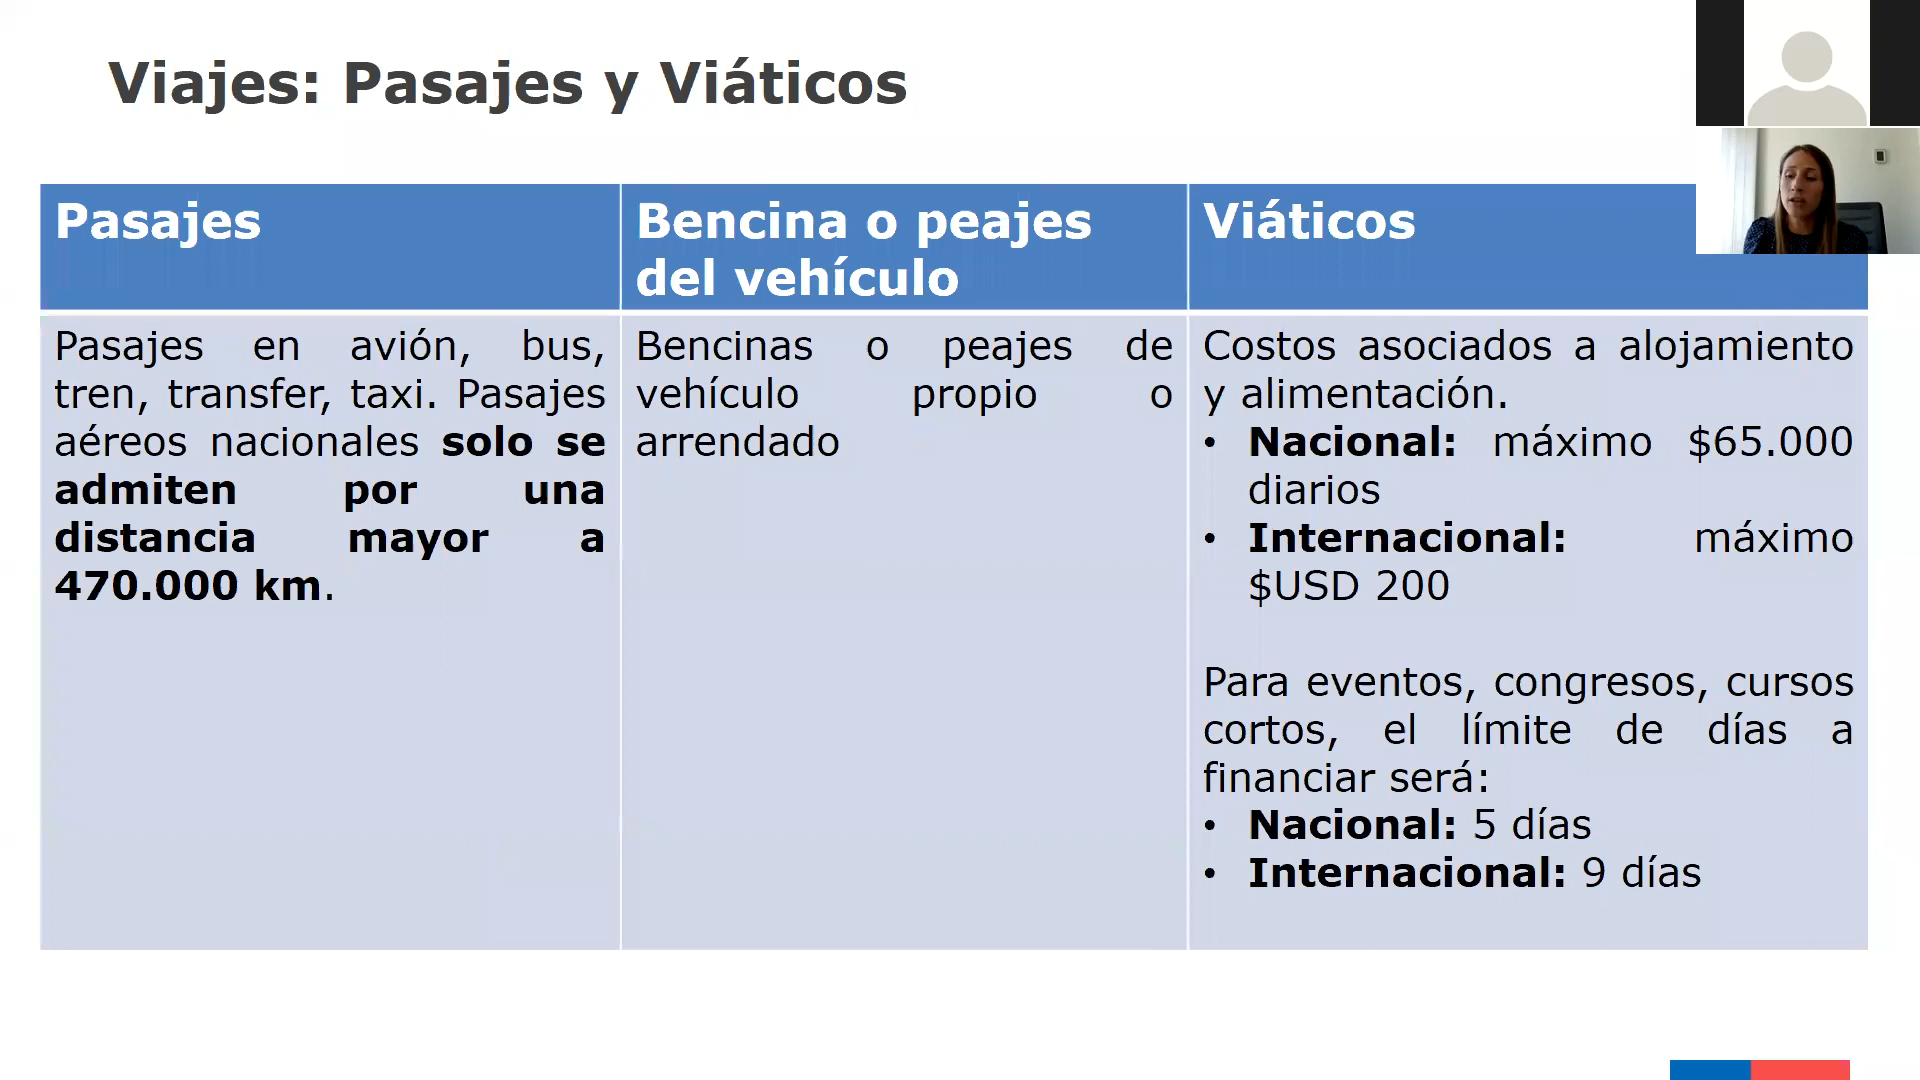 Viajes: Pasajes y Viáticos
Pasajes
Bencina o peajes
del vehículo
Viáticos
Pasajes en avión, bus,
tren, transfer, taxi. Pasajes
aéreos nacionales solo se
admiten por una
distancia mayor a
470.000 km.
Bencinas o peajes de
vehículo propio o
arrendado
Costos asociados a alojamiento
y alimentación.
• Nacional: máximo $65.000
diarios
• Internacional: máximo
$USD 200
Para eventos, congresos, cursos
cortos, el límite de días a
financiar será:
• Nacional: 5 días
• Internacional: 9 días